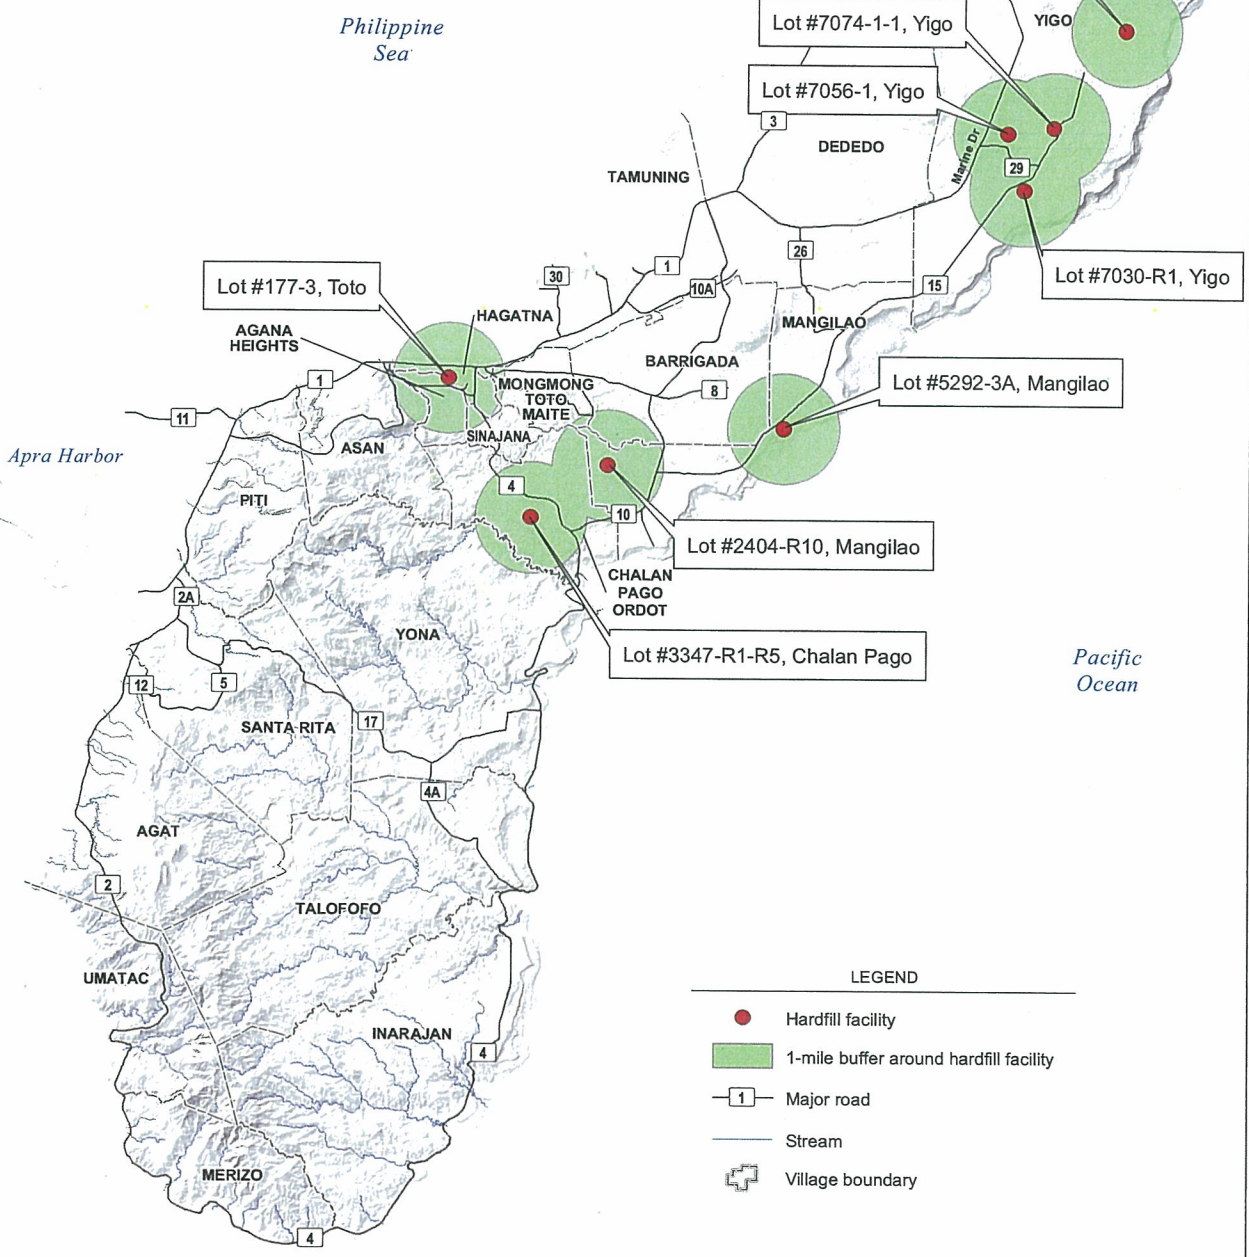 Philippine
Sea
Lot #7074-1-1, Yigo
YIGO
Lot #7056-1, Yigo
3
DEDEDO
Marine Dr
29
TAMUNING
26
1
30
10A
15
Lot #7030-R1, Yigo
Lot #177-3, Toto
HAGATNA
AGANA
HEIGHTS
MANGILAO
BARRIGADA
1
8
Lot #5292-3A, Mangilao
MONGMONG
TOTO
MAITE
11
SINAJANA
ASAN
Apra Harbor
PITI
4
10
Lot #2404-R10, Mangilao
CHALAN
PAGO
ORDOT
2A
YONA
Lot #3347-R1-R5, Chalan Pago
Pacific
Ocean
12
5
SANTA RITA
17
4A
AGAT
2
TALOFOFO
UMATAC
INARAJAN
4
MERIZO
4
LEGEND
Hardfill facility
1-mile buffer around hardfill facility
1
Major road
Stream
Village boundary